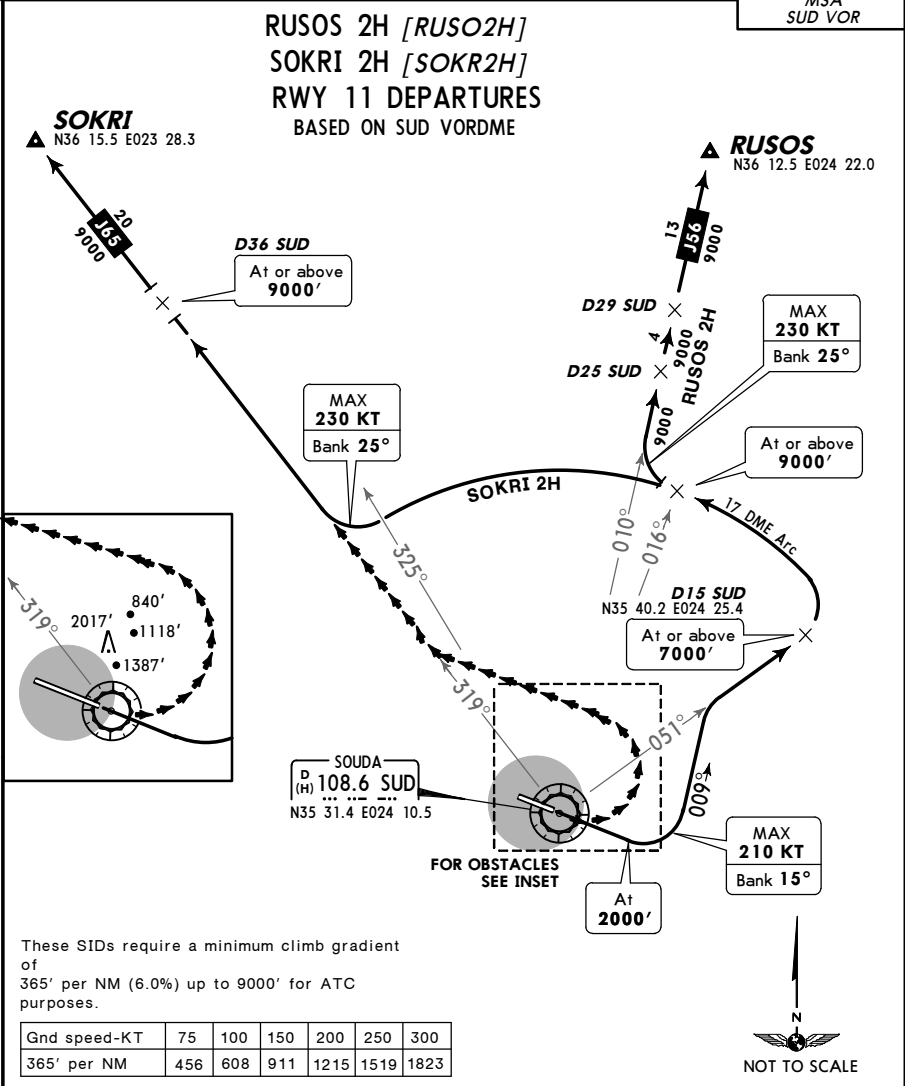 MSA
SUD VOR
RUSOS 2H [RUSO2H]
SOKRI 2H [SOKR2H]
RWY 11 DEPARTURES
BASED ON SUD VORDME
SOKRI
N36 15.5 E023 28.3
RUSOS
N36 12.5 E024 22.0
20
J65
9000
D36 SUD
At or above
9000'
13
J56
9000
D29 SUD
4
9000
RUSOS 2H
D25 SUD
9000
MAX
230 KT
Bank 25°
MAX
230 KT
Bank 25°
At or above
9000'
SOKRI 2H
17 DME Arc
325°
010°
016°
D15 SUD
N35 40.2 E024 25.4
At or above
7000'
319°
840'
2017'
1118'
1387'
319°
051°
009°
SOUDA
D
(H) 108.6 SUD
N35 31.4 E024 10.5
FOR OBSTACLES
SEE INSET
At
2000'
MAX
210 KT
Bank 15°
These SIDs require a minimum climb gradient
of
365' per NM (6.0%) up to 9000' for ATC
purposes.
Gnd speed-KT 75 100 150 200 250 300
365' per NM 456 608 911 1215 1519 1823
N
NOT TO SCALE